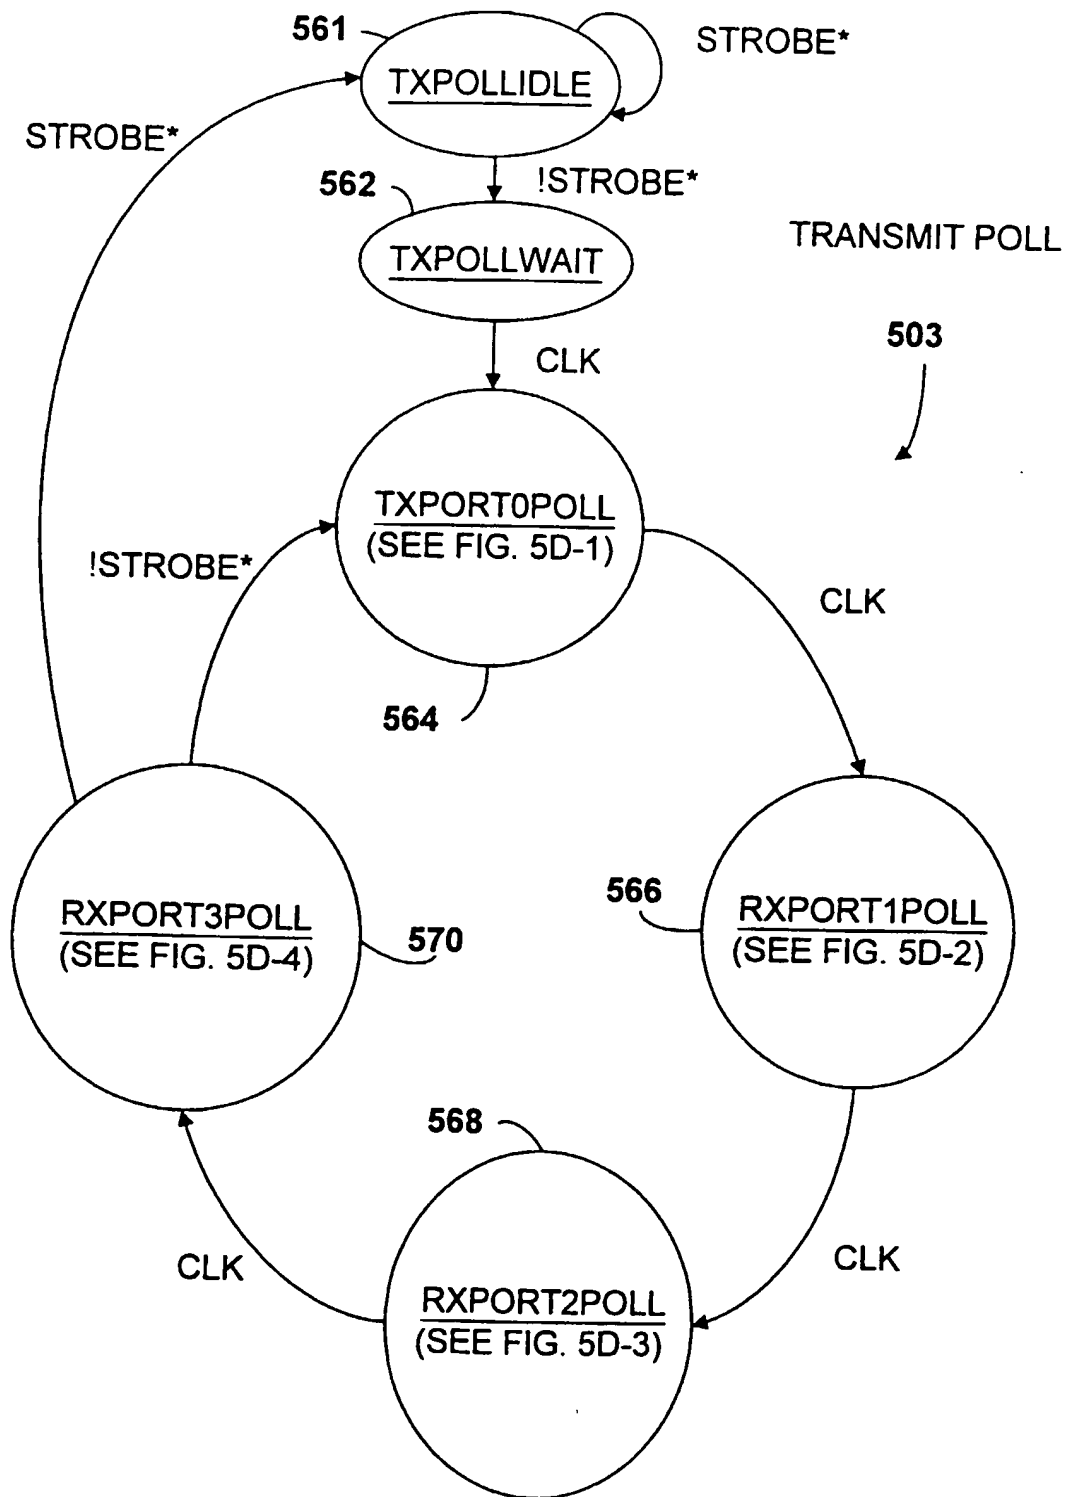 561
STROBE*
TXPOLLIDLE
STROBE*
562
!STROBE*
TXPOLLWAIT
TRANSMIT POLL
503
CLK
TXPORT0POLL
(SEE FIG. 5D-1)
!STROBE*
CLK
564
566
RXPORT3POLL
(SEE FIG. 5D-4)
570
RXPORT1POLL
(SEE FIG. 5D-2)
568
CLK
CLK
RXPORT2POLL
(SEE FIG. 5D-3)